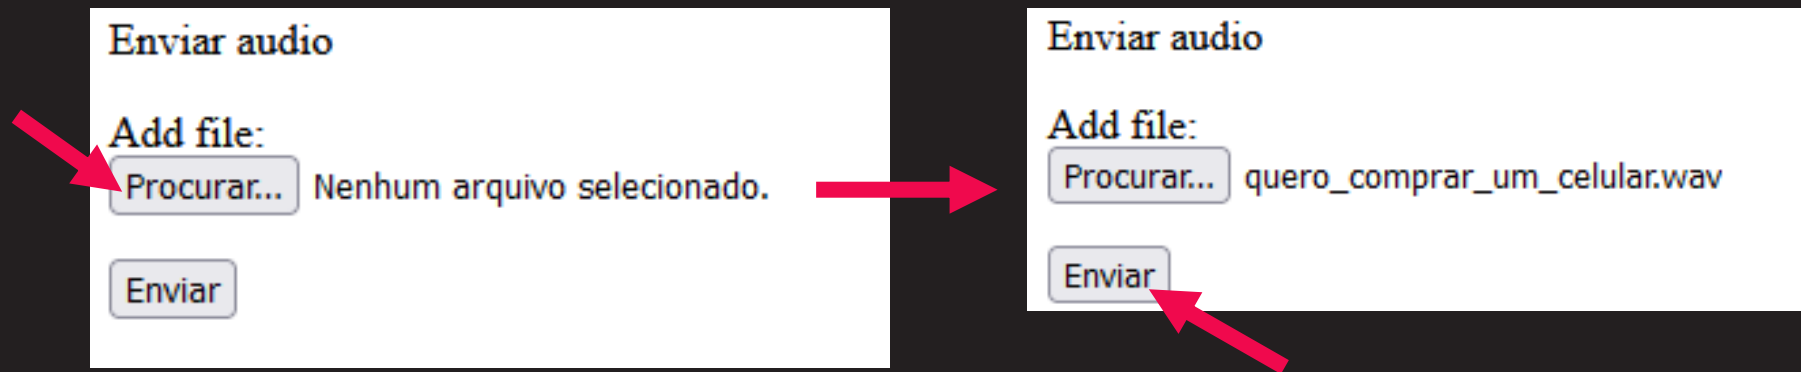 Enviar audio
Add file:
Procurar... Nenhum arquivo selecionado.
Enviar
Enviar audio
Add file:
Procurar... quero_comprar_um_celular.wav
Enviar